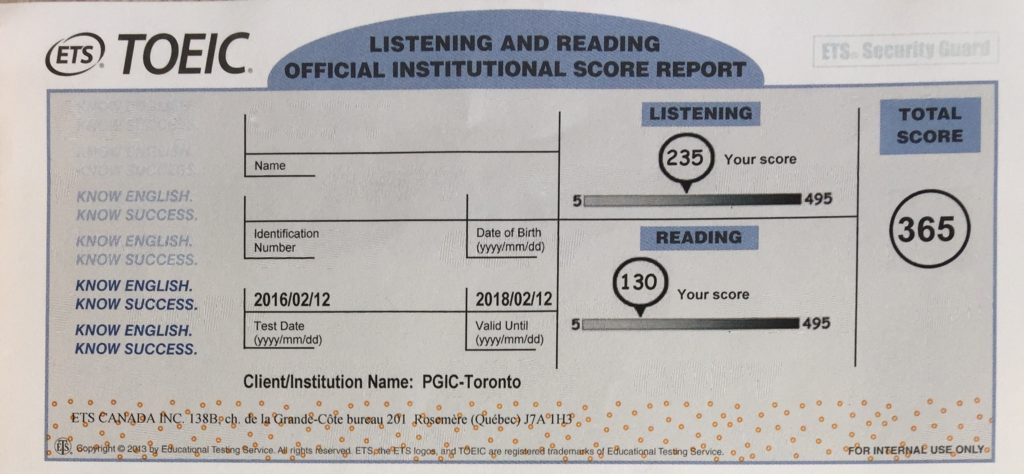 ETS® TOEIC®
LISTENING AND READING
OFFICIAL INSTITUTIONAL SCORE REPORT
ETS® Security Guard
KNOW ENGLISH.
KNOW SUCCESS.
KNOW ENGLISH.
KNOW SUCCESS.
KNOW ENGLISH.
KNOW SUCCESS.
KNOW ENGLISH.
KNOW SUCCESS.
KNOW ENGLISH.
KNOW SUCCESS.
KNOW ENGLISH.
KNOW SUCCESS.
Name
Identification
Number
Date of Birth
(yyyy/mm/dd)
2016/02/12
Test Date
(yyyy/mm/dd)
2018/02/12
Valid Until
(yyyy/mm/dd)
LISTENING
235 Your score
5 495
READING
130 Your score
5 495
TOTAL
SCORE
365
Client/Institution Name: PGIC-Toronto
ETS CANADA INC. 138B, ch. de la Grande-Côte bureau 201 Rosemère (Québec) J7A 1H3
ETS Copyright © 2013 by Educational Testing Service. All rights reserved. ETS, the ETS logos, and TOEIC are registered trademarks of Educational Testing Service.
FOR INTERNAL USE ONLY